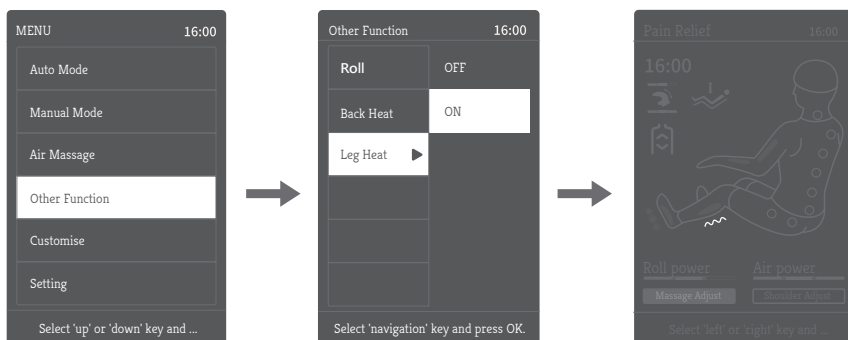 MENU 16:00
Auto Mode
Manual Mode
Air Massage
Other Function
Customise
Setting
Select 'up' or 'down' key and ...
Other Function 16:00
Roll OFF
Back Heat ON
Leg Heat
Select 'navigation' key and press OK.
Pain Relief 16:00
16:00
1
Roll power Air power
Massage Adjust Shoulder Adjust
Select 'left' or 'right' key and ...